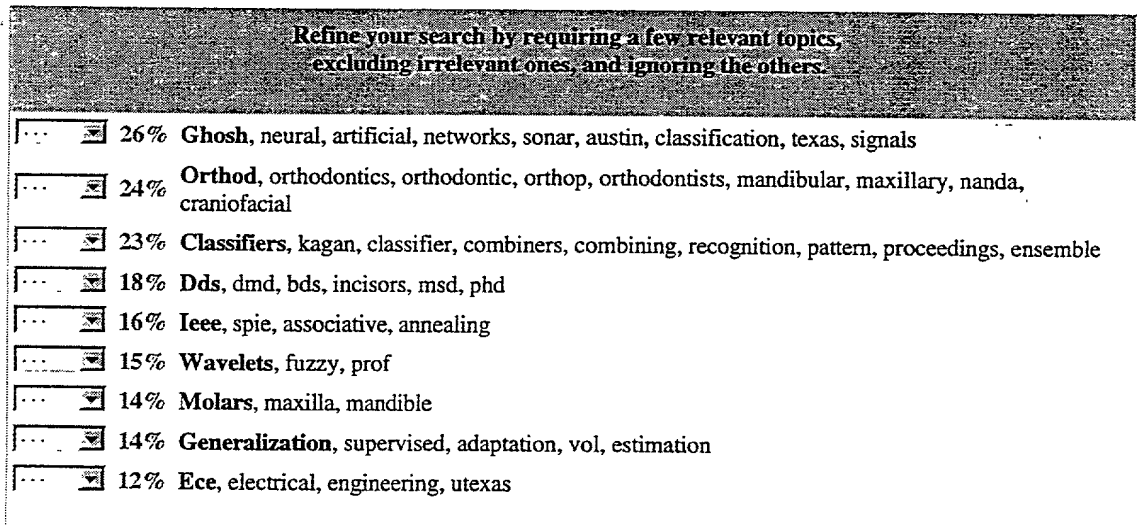 Refine your search by requiring a few relevant topics,
excluding irrelevant ones, and ignoring the others.
... 26% Ghosh, neural, artificial, networks, sonar, austin, classification, texas, signals
... 24% Orthod, orthodontics, orthodontic, orthop, orthodontists, mandibular, maxillary, nanda,
craniofacial
... 23% Classifiers, kagan, classifier, combiners, combining, recognition, pattern, proceedings, ensemble
... 18% Dds, dmd, bds, incisors, msd, phd
... 16% Ieee, spie, associative, annealing
... 15% Wavelets, fuzzy, prof
... 14% Molars, maxilla, mandible
... 14% Generalization, supervised, adaptation, vol, estimation
... 12% Ece, electrical, engineering, utexas